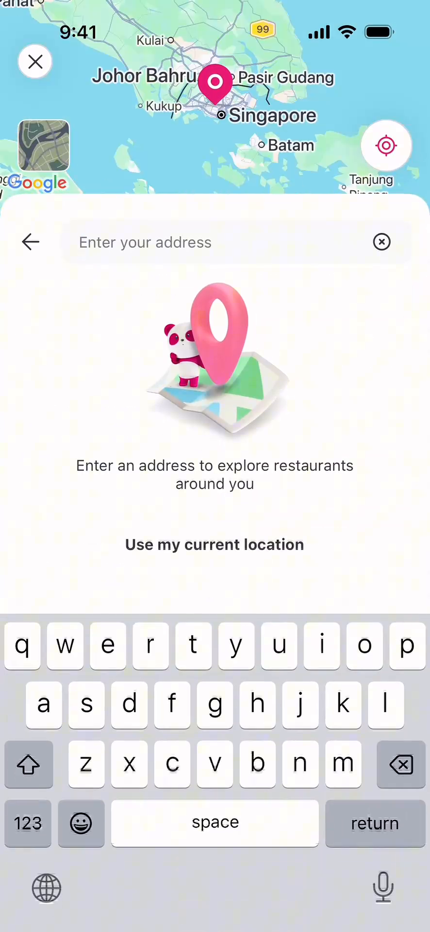 9:41
Kulai
99
Johor Bahru
Pasir Gudang
Kukup
Singapore
Batam
Google
Tanjung
Enter your address
Enter an address to explore restaurants
around you
Use my current location
q w e r t y u i o p
a s d f g h j k l
z x c v b n m
123 space return